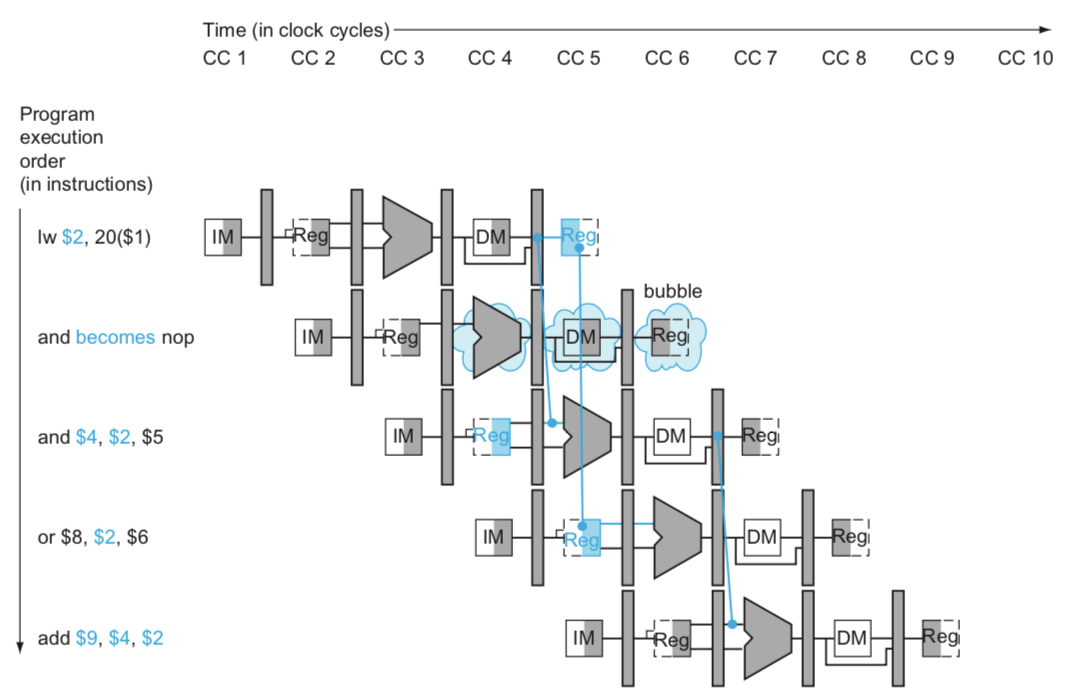 Time (in clock cycles)
CC 1 CC 2 CC 3 CC 4 CC 5 CC 6 CC 7 CC 8 CC 9 CC 10
Program
execution
order
(in instructions)
lw $2, 20($1)
IM Reg DM Reg
bubble
and becomes nop
IM Reg DM Reg
and $4, $2, $5
IM Reg DM Reg
or $8, $2, $6
IM Reg DM Reg
add $9, $4, $2
IM Reg DM Reg